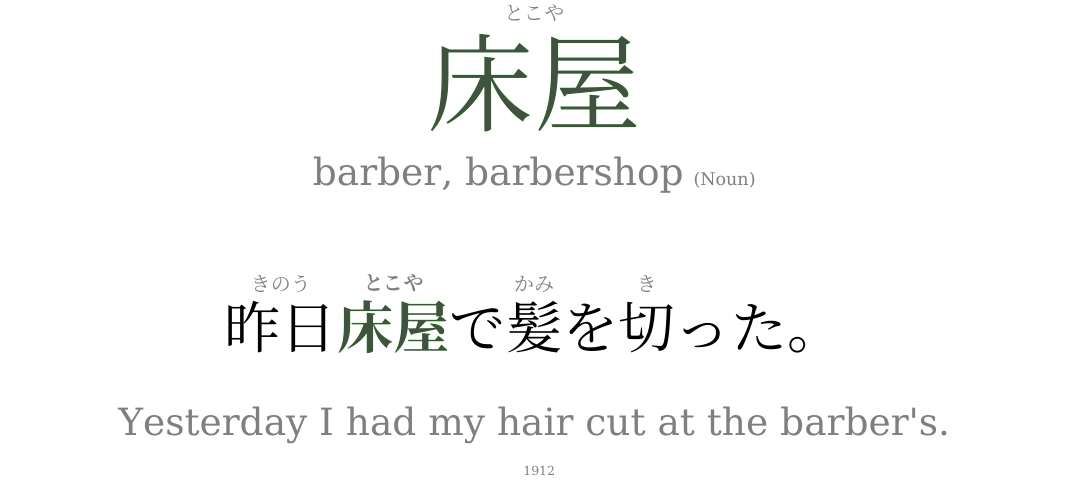 とこや
床屋
barber, barbershop (Noun)
きのう とこや かみ き
昨日床屋で髪を切った。
Yesterday I had my hair cut at the barber's.
1912